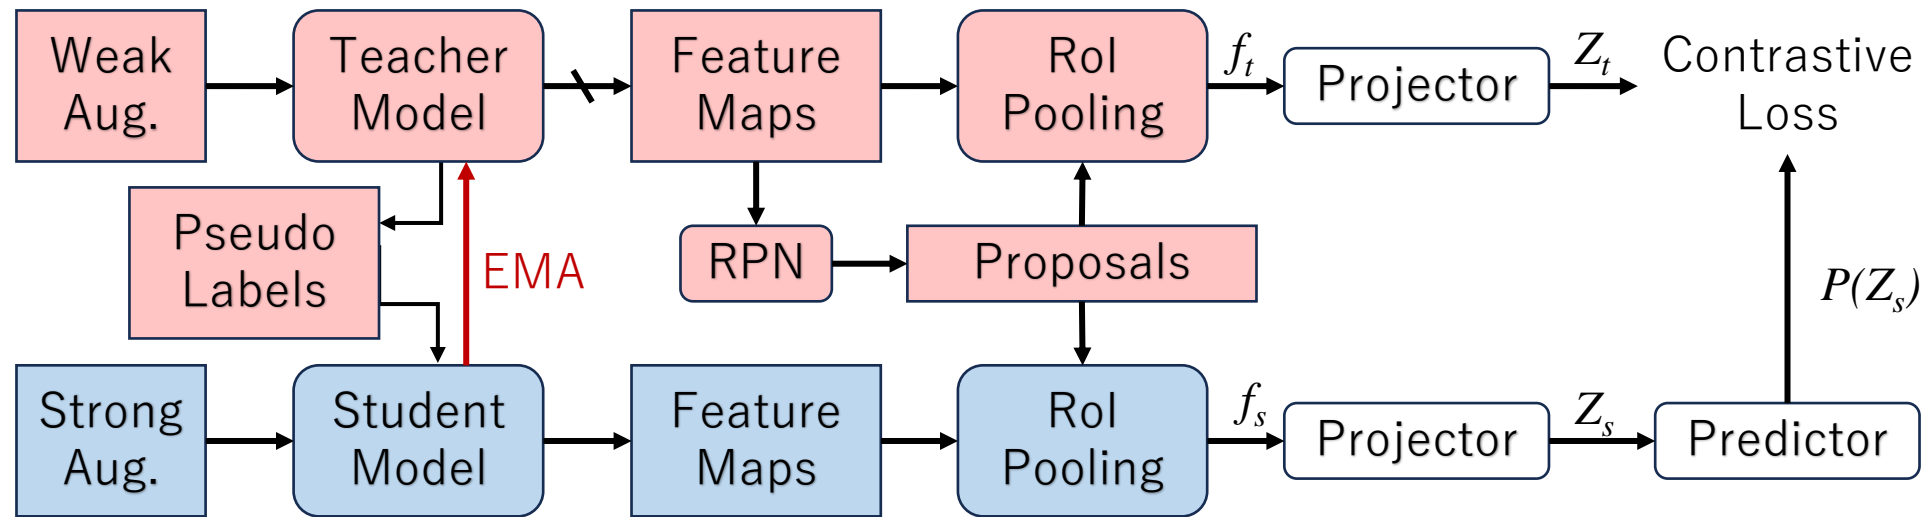 Weak
Aug.
Teacher
Model
Feature
Maps
RoI
Pooling
f_t
Projector
Z_t
Contrastive
Loss
Pseudo
Labels
EMA
RPN
Proposals
P(Z_s)
Strong
Aug.
Student
Model
Feature
Maps
RoI
Pooling
f_s
Projector
Z_s
Predictor